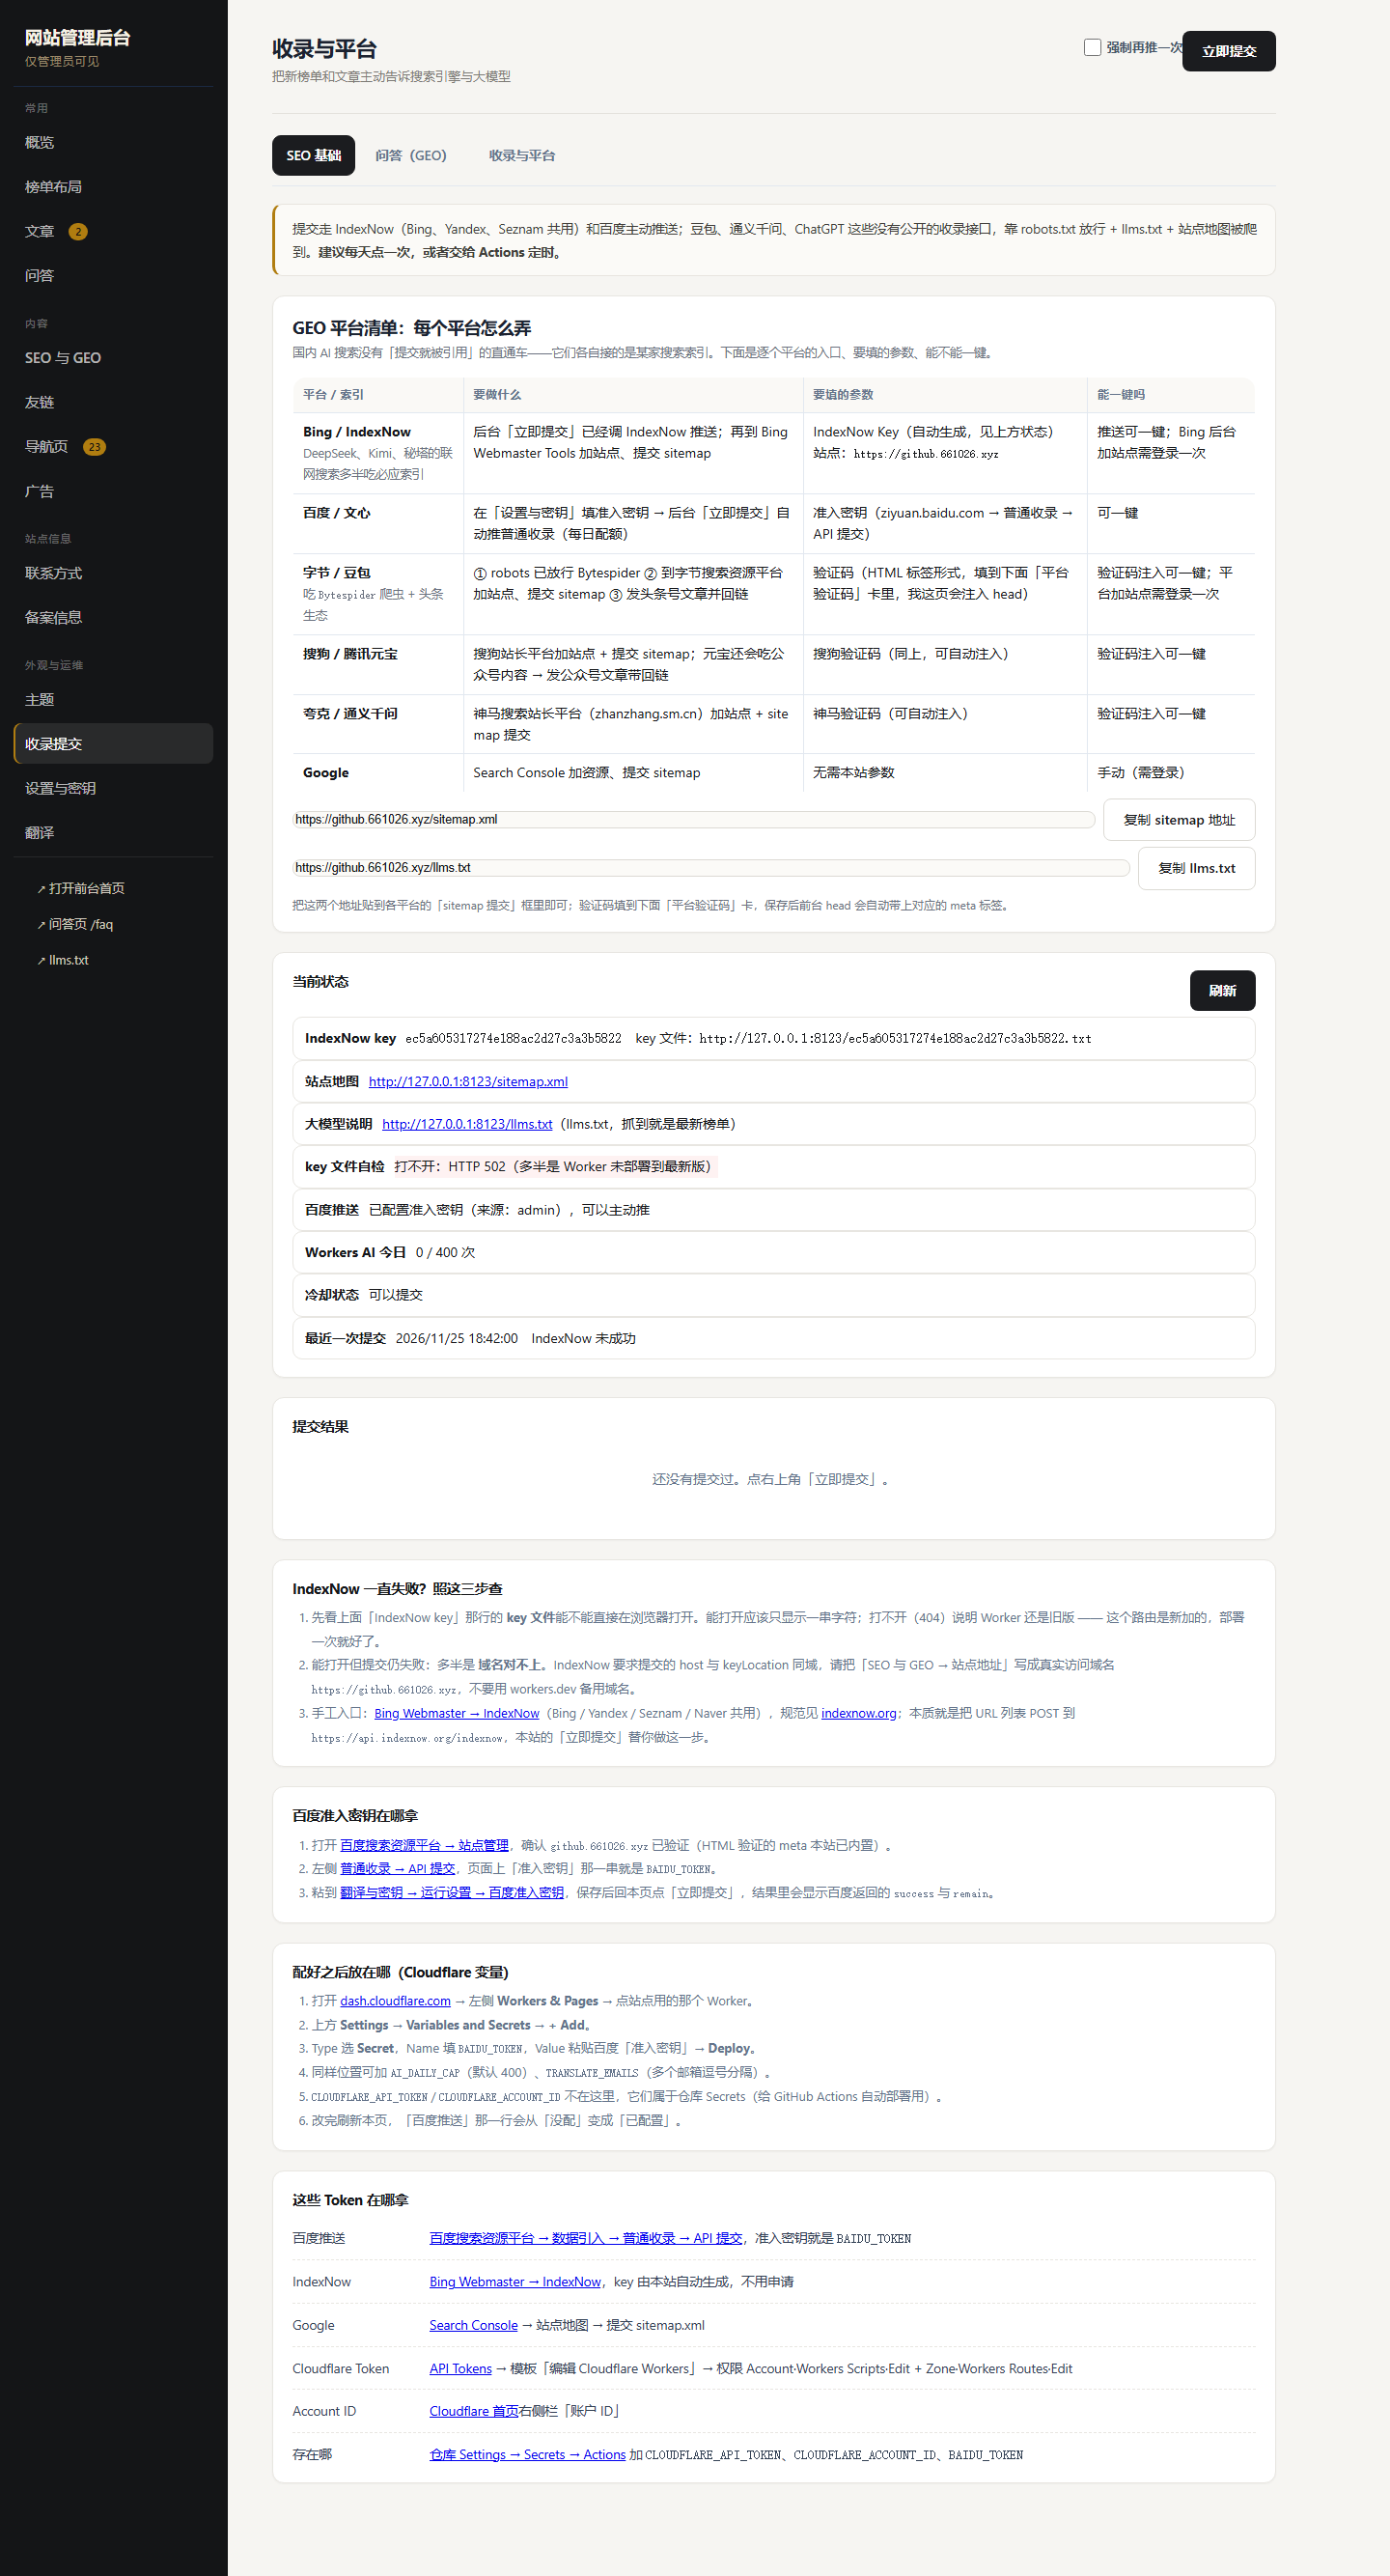 网站管理后台
仅管理员可见
常用
概览
榜单布局
文章 2
问答
内容
SEO 与 GEO
友链
导航页 23
广告
站点信息
联系方式
备案信息
外观与运维
主题
收录提交
设置与密钥
翻译
↗ 打开前台首页
↗ 问答页 /faq
↗ llms.txt
收录与平台
把新榜单和文章主动告诉搜索引擎与大模型
强制再推一次
立即提交
SEO 基础
问答（GEO）
收录与平台
提交走 IndexNow（Bing、Yandex、Seznam 共用）和百度主动推送；豆包、通义千问、ChatGPT 这些没有公开的收录接口，靠 robots.txt 放行 + llms.txt + 站点地图被爬
到。建议每天点一次，或者交给 Actions 定时。
GEO 平台清单：每个平台怎么弄
国内 AI 搜索没有「提交就被引用」的直通车——它们各自接的是某家搜索索引。下面是逐个平台的入口、要填的参数、能不能一键。
平台 / 索引
要做什么
要填的参数
能一键吗
Bing / IndexNow
DeepSeek、Kimi、秘塔的联
网搜索多半吃必应索引
后台「立即提交」已经调 IndexNow 推送；再到 Bing
Webmaster Tools 加站点、提交 sitemap
IndexNow Key（自动生成，见上方状态）
站点：https://github.661026.xyz
推送可一键；Bing 后台
加站点需登录一次
百度 / 文心
在「设置与密钥」填准入密钥 → 后台「立即提交」自
动推普通收录（每日配额）
准入密钥（ziyuan.baidu.com → 普通收录 →
API 提交）
可一键
字节 / 豆包
吃 Bytespider 爬虫 + 头条
生态
① robots 已放行 Bytespider ② 到字节搜索资源平台
加站点、提交 sitemap ③ 发头条号文章并回链
验证码（HTML 标签形式，填到下面「平台
验证码」卡里，我这页会注入 head）
验证码注入可一键；平
台加站点需登录一次
搜狗 / 腾讯元宝
搜狗站长平台加站点 + 提交 sitemap；元宝还会吃公
众号内容 → 发公众号文章带回链
搜狗验证码（同上，可自动注入）
验证码注入可一键
夸克 / 通义千问
神马搜索站长平台（zhanzhang.sm.cn）加站点 + site
map 提交
神马验证码（可自动注入）
验证码注入可一键
Google
Search Console 加资源、提交 sitemap
无需本站参数
手动（需登录）
https://github.661026.xyz/sitemap.xml
复制 sitemap 地址
https://github.661026.xyz/llms.txt
复制 llms.txt
把这两个地址贴到各平台的「sitemap 提交」框里即可；验证码填到下面「平台验证码」卡，保存后前台 head 会自动带上对应的 meta 标签。
当前状态
刷新
IndexNow key ec5a605317274e188ac2d27c3a3b5822 key 文件：http://127.0.0.1:8123/ec5a605317274e188ac2d27c3a3b5822.txt
站点地图 http://127.0.0.1:8123/sitemap.xml
大模型说明 http://127.0.0.1:8123/llms.txt（llms.txt，抓到就是最新榜单）
key 文件自检 打不开：HTTP 502（多半是 Worker 未部署到最新版）
百度推送 已配置准入密钥（来源：admin），可以主动推
Workers AI 今日 0 / 400 次
冷却状态 可以提交
最近一次提交 2026/11/25 18:42:00 IndexNow 未成功
提交结果
还没有提交过。点右上角「立即提交」。
IndexNow 一直失败？照这三步查
1. 先看上面「IndexNow key」那行的 key 文件能不能直接在浏览器打开。能打开应该只显示一串字符；打不开（404）说明 Worker 还是旧版 —— 这个路由是新加的，部署
一次就好了。
2. 能打开但提交仍失败：多半是 域名对不上。IndexNow 要求提交的 host 与 keyLocation 同域，请把「SEO 与 GEO → 站点地址」写成真实访问域名
https://github.661026.xyz，不要用 workers.dev 备用域名。
3. 手工入口：Bing Webmaster → IndexNow（Bing / Yandex / Seznam / Naver 共用），规范见 indexnow.org；本质就是把 URL 列表 POST 到
https://api.indexnow.org/indexnow，本站的「立即提交」替你做这一步。
百度准入密钥在哪拿
1. 打开 百度搜索资源平台 → 站点管理，确认 github.661026.xyz 已验证（HTML 验证的 meta 本站已内置）。
2. 左侧 普通收录 → API 提交，页面上「准入密钥」那一串就是 BAIDU_TOKEN。
3. 粘到 翻译与密钥 → 运行设置 → 百度准入密钥，保存后回本页点「立即提交」，结果里会显示百度返回的 success 与 remain。
配好之后放在哪（Cloudflare 变量）
1. 打开 dash.cloudflare.com → 左侧 Workers & Pages → 点站点用的那个 Worker。
2. 上方 Settings → Variables and Secrets → + Add。
3. Type 选 Secret，Name 填 BAIDU_TOKEN，Value 粘贴百度「准入密钥」→ Deploy。
4. 同样位置可加 AI_DAILY_CAP（默认 400）、TRANSLATE_EMAILS（多个邮箱逗号分隔）。
5. CLOUDFLARE_API_TOKEN / CLOUDFLARE_ACCOUNT_ID 不在这里，它们属于仓库 Secrets（给 GitHub Actions 自动部署用）。
6. 改完刷新本页，「百度推送」那一行会从「没配」变成「已配置」。
这些 Token 在哪拿
百度推送 百度搜索资源平台 → 数据引入 → 普通收录 → API 提交，准入密钥就是 BAIDU_TOKEN
IndexNow Bing Webmaster → IndexNow，key 由本站自动生成，不用申请
Google Search Console → 站点地图 → 提交 sitemap.xml
Cloudflare Token API Tokens → 模板「编辑 Cloudflare Workers」→ 权限 Account·Workers Scripts·Edit + Zone·Workers Routes·Edit
Account ID Cloudflare 首页右侧栏「账户 ID」
存在哪 仓库 Settings → Secrets → Actions 加 CLOUDFLARE_API_TOKEN、CLOUDFLARE_ACCOUNT_ID、BAIDU_TOKEN